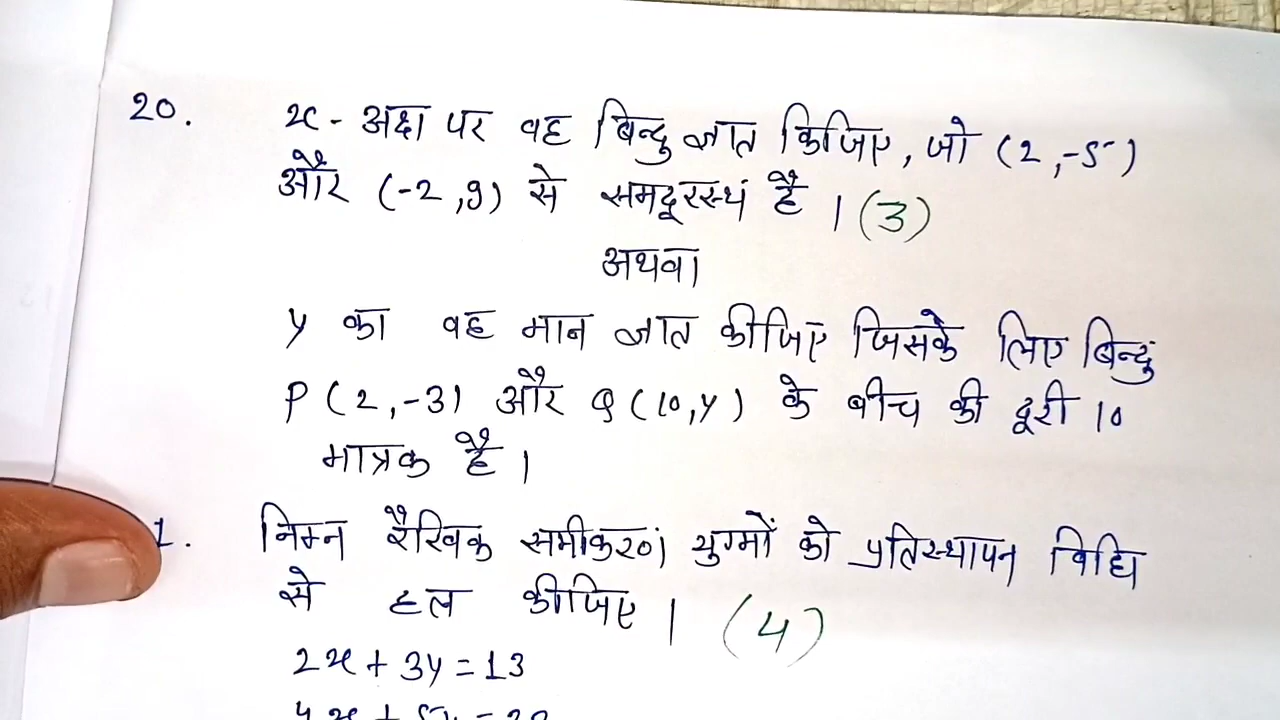 20. x - अक्ष पर वह बिन्दु ज्ञात किजिए, जो (2,-5)
और (-2,9) से समदूरस्थं है । (3)
अथवा
y का वह मान ज्ञात कीजिए जिसके लिए बिन्दुं
P (2,-3) और Q (10,y) के बीच की दूरी 10
मात्रक है ।
1. निम्न रैखिक समीकरण युग्मों को प्रतिस्थापन विधि
से हल कीजिए । (4)
2x + 3y = 13